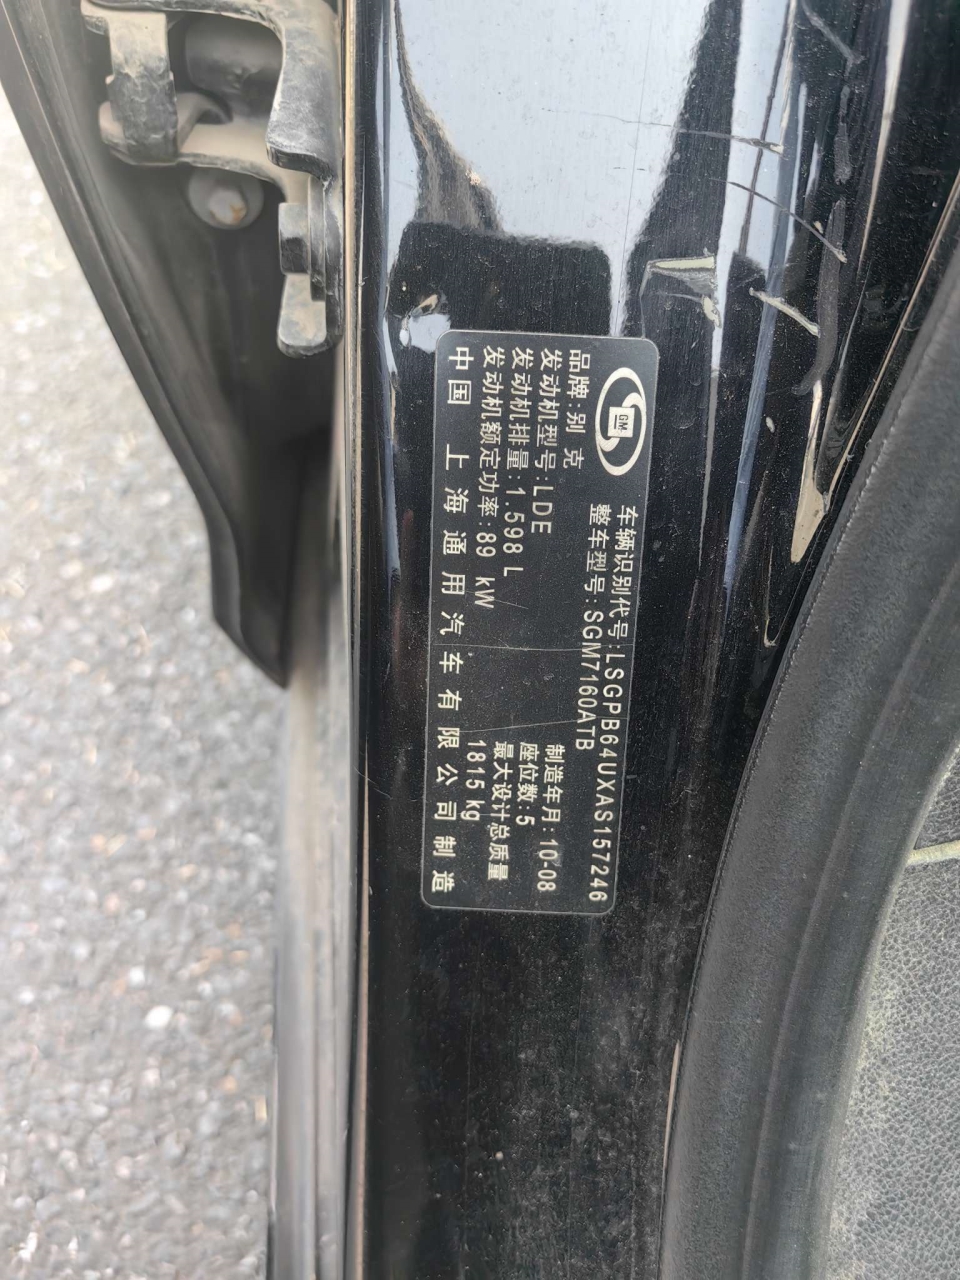 GM
车辆识别代号:LSGPB64UXAS157246
整车型号:SGM7160ATB
品牌:别克
发动机型号:LDE
制造年月:10-08
发动机排量:1.598 L
座位数:5
发动机额定功率:89 kW
最大设计总质量
1815 kg
中国 上海通用汽车有限公司制造